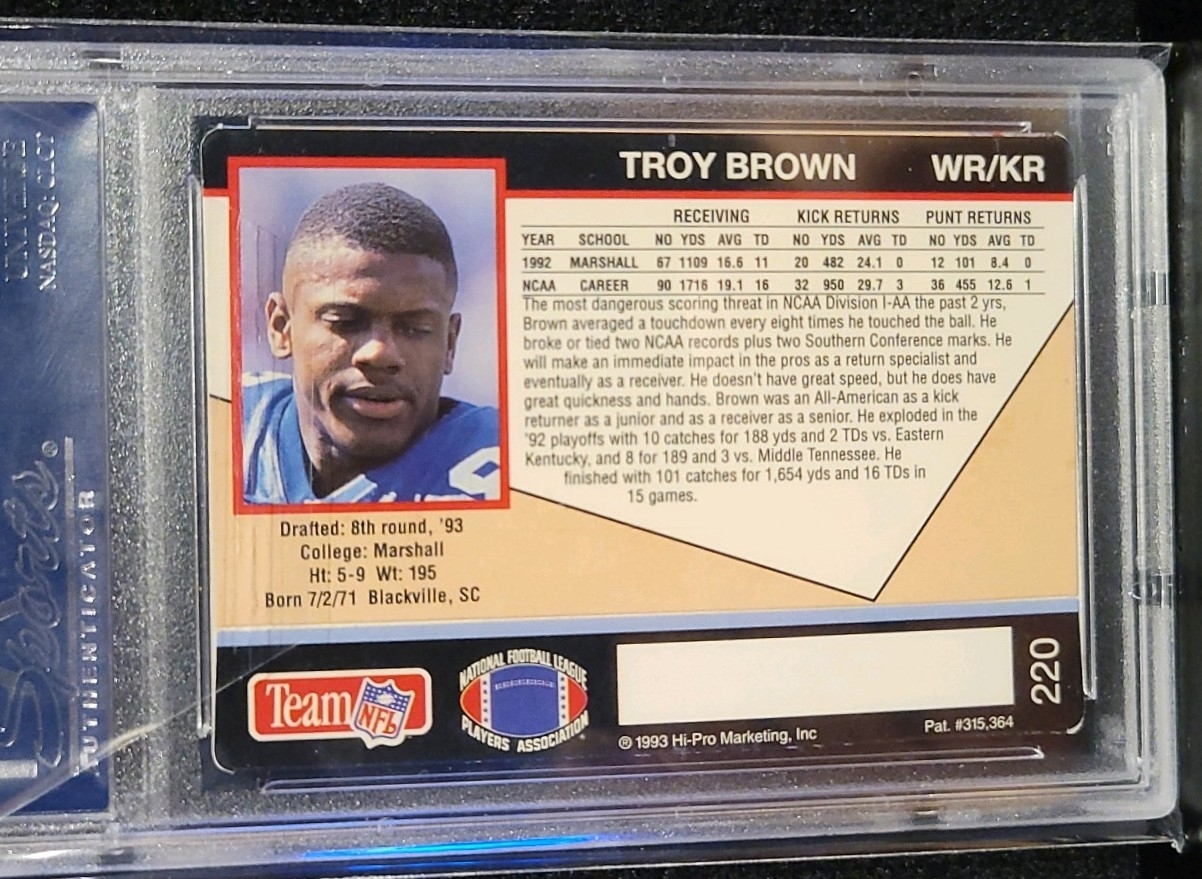 UNIVERSE
NASDAQ: CLCT
Sports
AUTHENTICATOR
TROY BROWN WR/KR
RECEIVING KICK RETURNS PUNT RETURNS
YEAR SCHOOL NO YDS AVG TD NO YDS AVG TD NO YDS AVG TD
1992 MARSHALL 67 1109 16.6 11 20 482 24.1 0 12 101 8.4 0
NCAA CAREER 90 1716 19.1 16 32 950 29.7 3 36 455 12.6 1
The most dangerous scoring threat in NCAA Division I-AA the past 2 yrs,
Brown averaged a touchdown every eight times he touched the ball. He
broke or tied two NCAA records plus two Southern Conference marks. He
will make an immediate impact in the pros as a return specialist and
eventually as a receiver. He doesn't have great speed, but he does have
great quickness and hands. Brown was an All-American as a kick
returner as a junior and as a receiver as a senior. He exploded in the
'92 playoffs with 10 catches for 188 yds and 2 TDs vs. Eastern
Kentucky, and 8 for 189 and 3 vs. Middle Tennessee. He
finished with 101 catches for 1,654 yds and 16 TDs in
15 games.
Drafted: 8th round, '93
College: Marshall
Ht: 5-9 Wt: 195
Born 7/2/71 Blackville, SC
Team NFL
NATIONAL FOOTBALL LEAGUE
PLAYERS ASSOCIATION
® 1993 Hi-Pro Marketing, Inc
Pat. #315,364
220